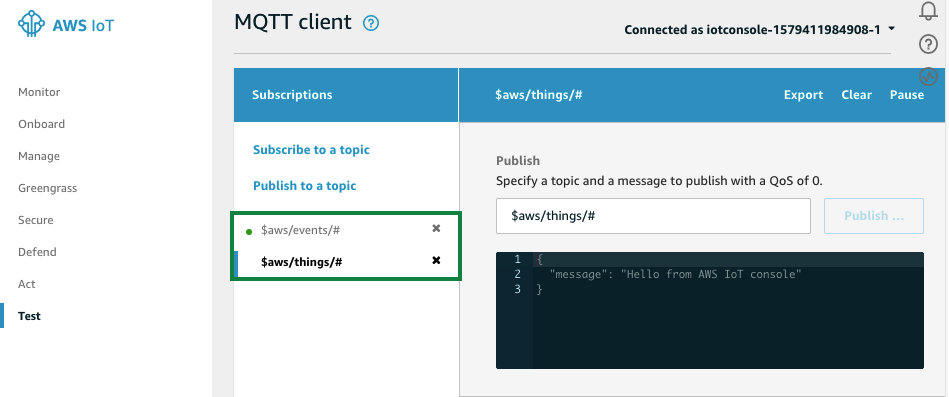 AWS IoT
MQTT client ?
Connected as iotconsole-1579411984908-1
?
Monitor
Onboard
Manage
Greengrass
Secure
Defend
Act
Test
Subscriptions
Subscribe to a topic
Publish to a topic
$aws/events/# ×
$aws/things/# ×
$aws/things/# Export Clear Pause
Publish
Specify a topic and a message to publish with a QoS of 0.
$aws/things/# Publish ...
1 {
2 "message": "Hello from AWS IoT console"
3 }